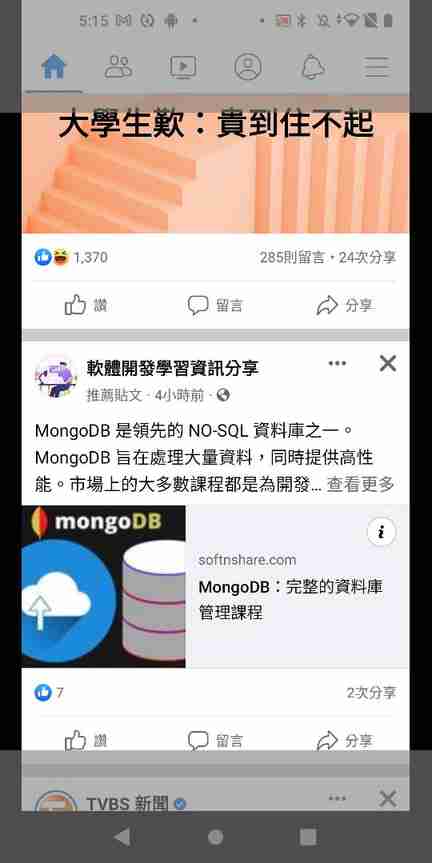 5:15
大學生歎：貴到住不起
1,370
285則留言・24次分享
讚 留言 分享
軟體開發學習資訊分享
推薦貼文・4小時前・
MongoDB 是領先的 NO-SQL 資料庫之一。
MongoDB 旨在處理大量資料，同時提供高性
能。市場上的大多數課程都是為開發... 查看更多
mongoDB
softnshare.com
MongoDB：完整的資料庫
管理課程
7
2次分享
讚 留言 分享
TVBS 新聞